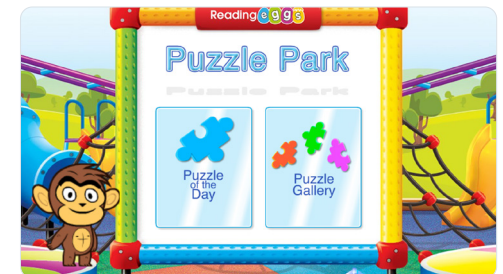 Reading eggs
Puzzle Park
Puzzle
of the
Day
Puzzle
Gallery